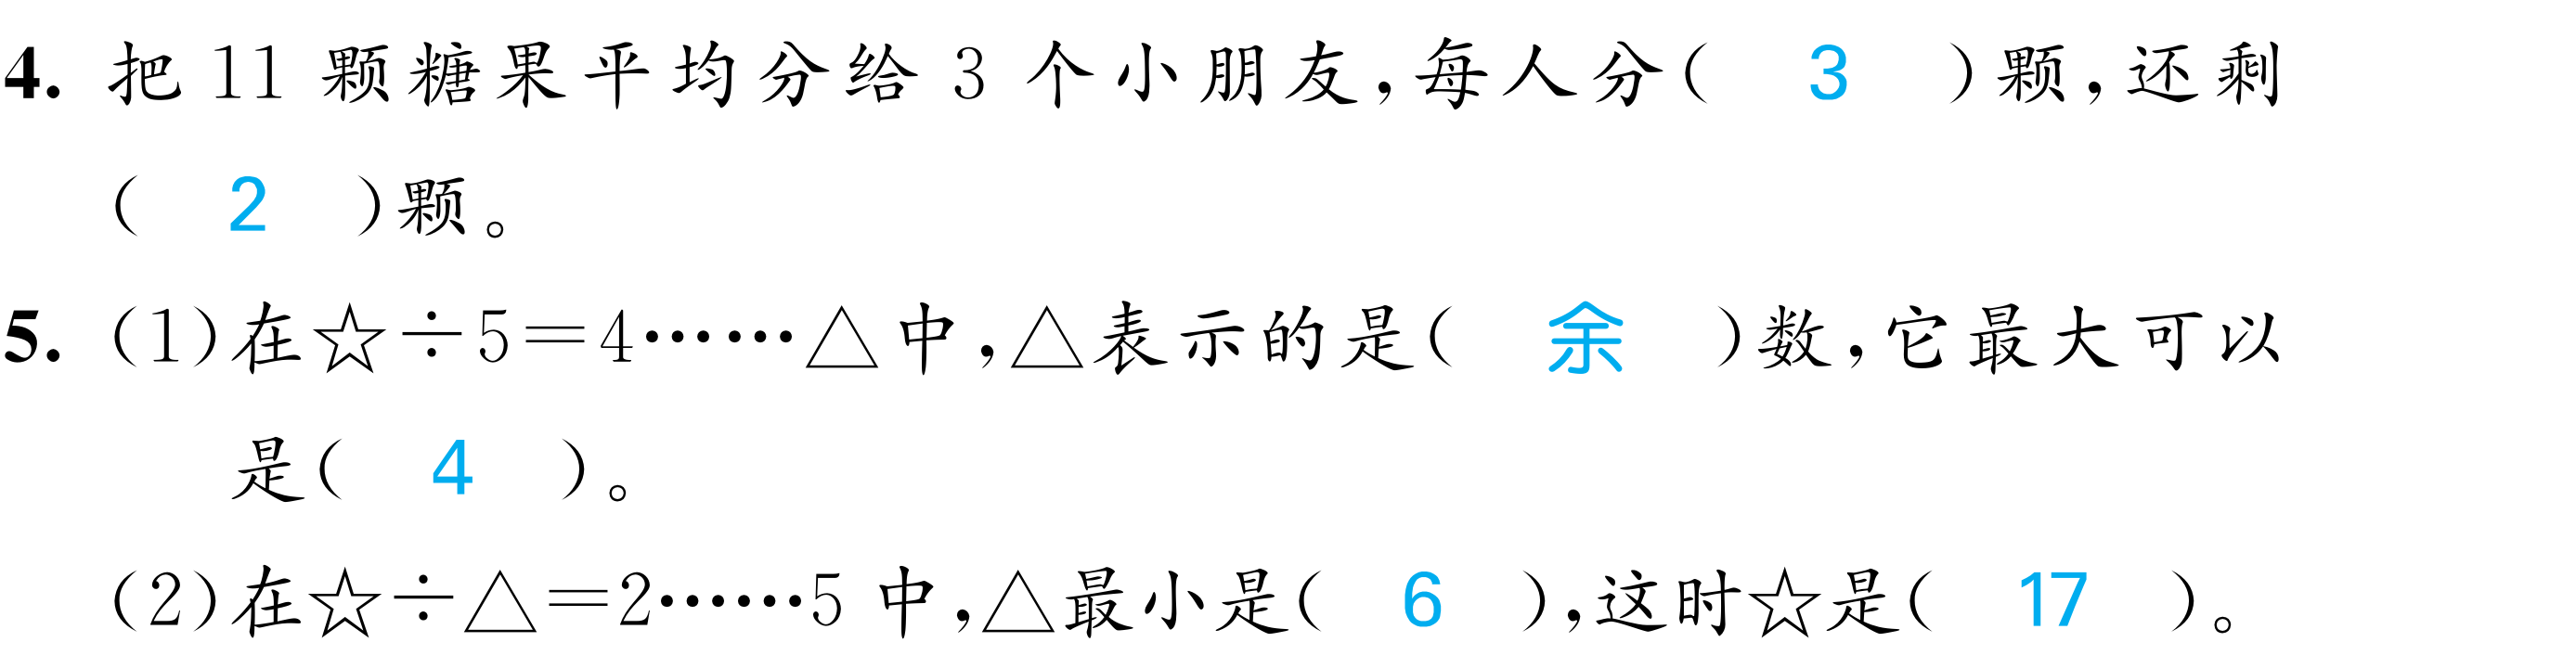 4. 把 11 颗糖果平均分给 3 个小朋友,每人分( 3 )颗,还剩
( 2 )颗。
5. (1)在☆÷5=4……△中,△表示的是( 余 )数,它最大可以
是( 4 )。
(2)在☆÷△=2……5 中,△最小是( 6 ),这时☆是( 17 )。